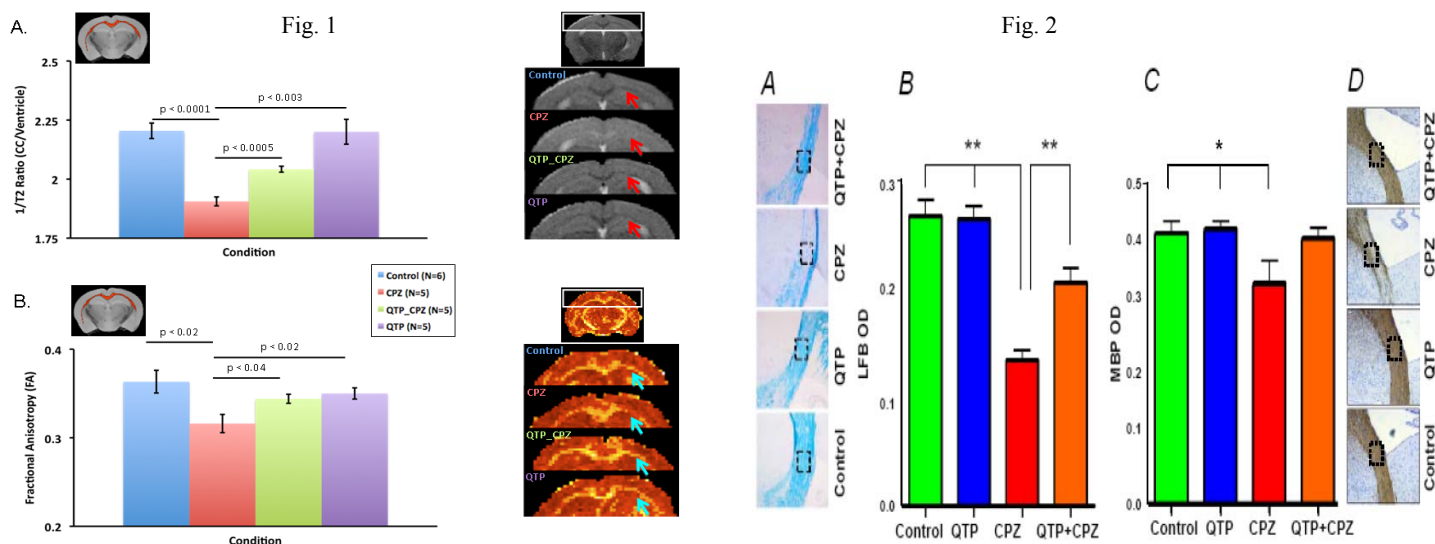 Fig. 1
A.
1/T2 Ratio (CC/Ventricle)
2.5
2.25
2
1.75
p < 0.0001
p < 0.003
p < 0.0005
Condition
Control
CPZ
QTP_CPZ
QTP
Control (N=6)
CPZ (N=5)
QTP_CPZ (N=5)
QTP (N=5)
B.
Fractional Anisotropy (FA)
0.4
0.3
0.2
p < 0.02
p < 0.02
p < 0.04
Condition
Control
CPZ
QTP_CPZ
QTP
Fig. 2
A
QTP+CPZ
CPZ
QTP
Control
B
LFB OD
0.3
0.2
0.1
0.0
**
**
Control QTP CPZ QTP+CPZ
C
MBP OD
0.5
0.4
0.3
0.2
0.1
0.0
*
Control QTP CPZ QTP+CPZ
D
QTP+CPZ
CPZ
QTP
Control